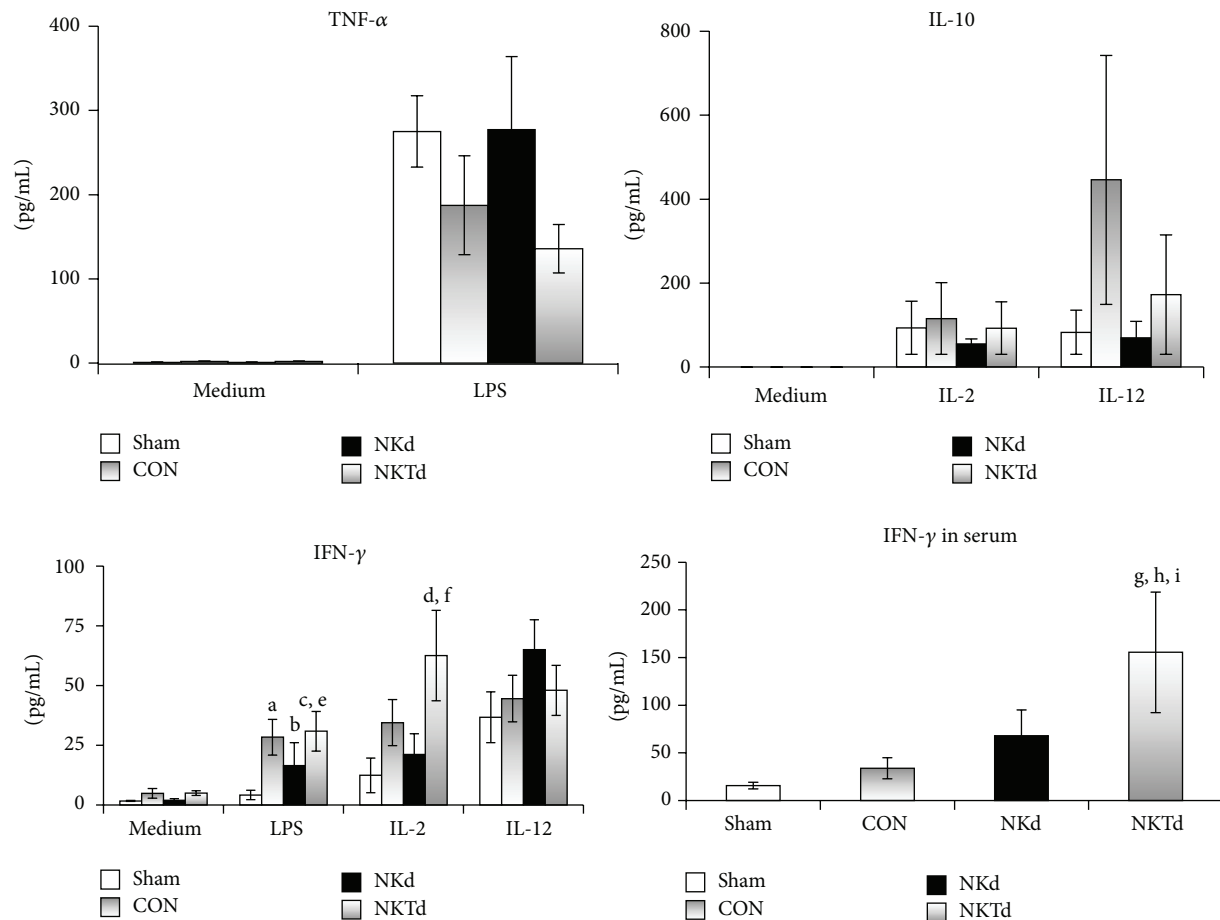 TNF-α
400
300
200
100
0
(pg/mL)
Medium LPS
Sham NKd
CON NKTd
IL-10
800
600
400
200
0
(pg/mL)
Medium IL-2 IL-12
Sham NKd
CON NKTd
IFN-γ
100
75
50
25
0
(pg/mL)
a
b
c, e
d, f
Medium LPS IL-2 IL-12
Sham NKd
CON NKTd
IFN-γ in serum
250
200
150
100
50
0
(pg/mL)
g, h, i
Sham CON NKd NKTd
Sham NKd
CON NKTd